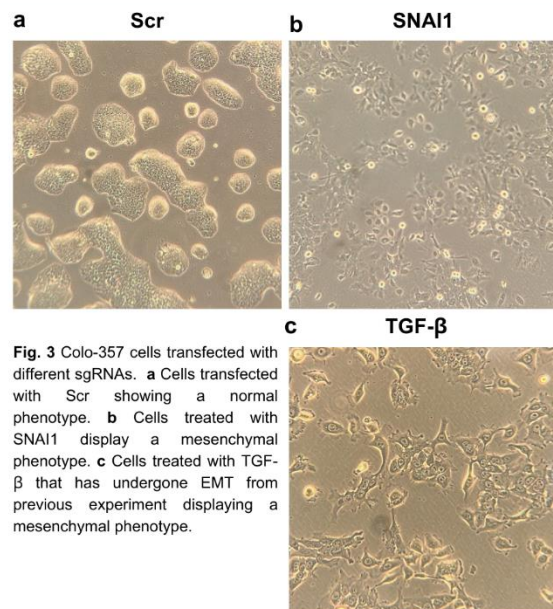 a
Scr
b
SNAI1
c
TGF-β
Fig. 3 Colo-357 cells transfected with
different sgRNAs. a Cells transfected
with Scr showing a normal
phenotype. b Cells treated with
SNAI1 display a mesenchymal
phenotype. c Cells treated with TGF-
β that has undergone EMT from
previous experiment displaying a
mesenchymal phenotype.